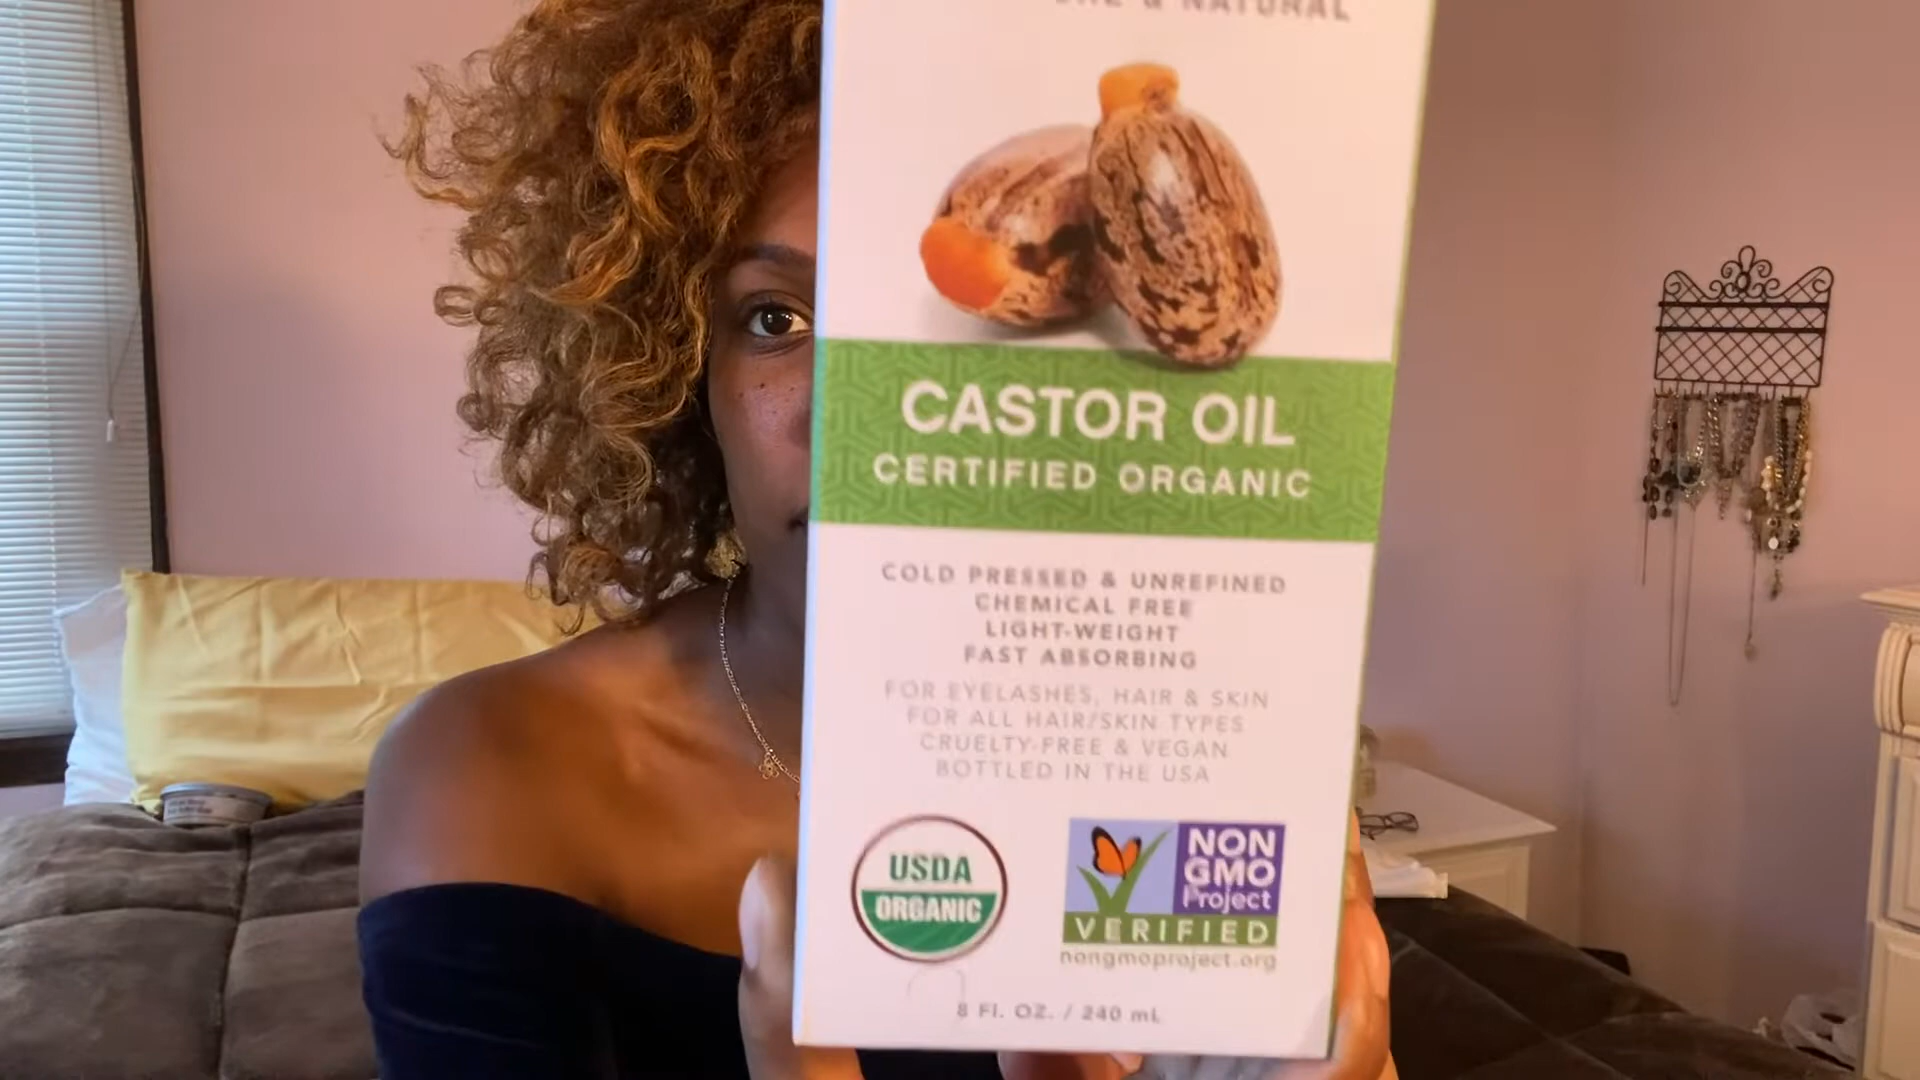 & NATURAL
CASTOR OIL
CERTIFIED ORGANIC
COLD PRESSED & UNREFINED
CHEMICAL FREE
LIGHT-WEIGHT
FAST ABSORBING
FOR EYELASHES, HAIR & SKIN
FOR ALL HAIR/SKIN TYPES
CRUELTY-FREE & VEGAN
BOTTLED IN THE USA
USDA
ORGANIC
NON
GMO
Project
VERIFIED
nongmoproject.org
8 FL. OZ. / 240 mL